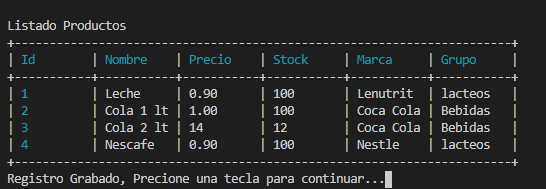 Listado Productos
Id Nombre Precio Stock Marca Grupo
1 Leche 0.90 100 Lenutrit lacteos
2 Cola 1 lt 1.00 100 Coca Cola Bebidas
3 Cola 2 lt 14 12 Coca Cola Bebidas
4 Nescafe 0.90 100 Nestle lacteos
Registro Grabado, Precione una tecla para continuar...